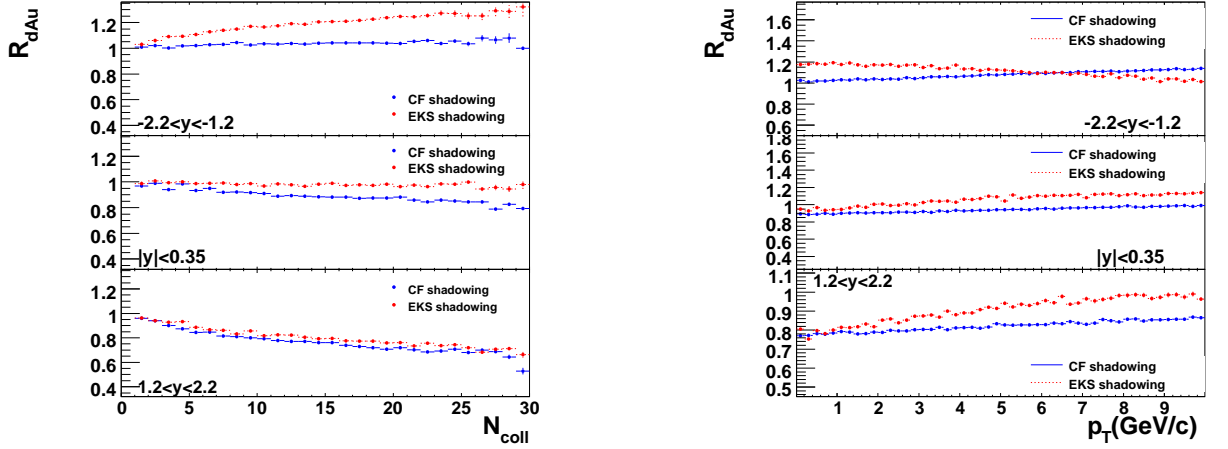 R_dAu
1.2
1
0.8
0.6
0.4
CF shadowing
EKS shadowing
-2.2<y<-1.2
1.2
1
0.8
0.6
0.4
CF shadowing
EKS shadowing
|y|<0.35
1.2
1
0.8
0.6
0.4
CF shadowing
EKS shadowing
1.2<y<2.2
0 5 10 15 20 25 30
N_coll
R_dAu
1.6
1.4
1.2
1
0.8
0.6
CF shadowing
EKS shadowing
-2.2<y<-1.2
1.8
1.6
1.4
1.2
1
0.8
0.6
0.4
CF shadowing
EKS shadowing
|y|<0.35
1.1
1
0.9
0.8
0.7
0.6
0.5
1.2<y<2.2
CF shadowing
EKS shadowing
1 2 3 4 5 6 7 8 9
p_T(GeV/c)